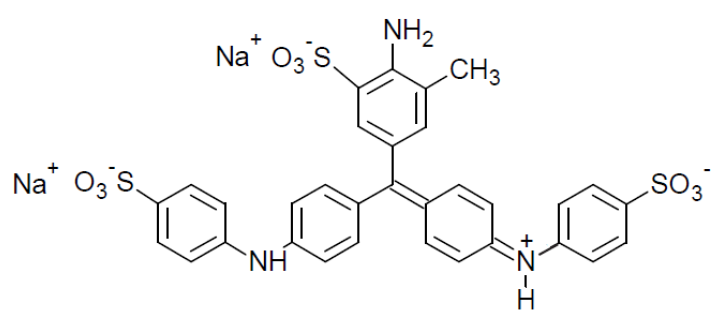 NH₂
Na⁺ O₃⁻S CH₃
Na⁺ O₃⁻S SO₃⁻
NH N⁺
H